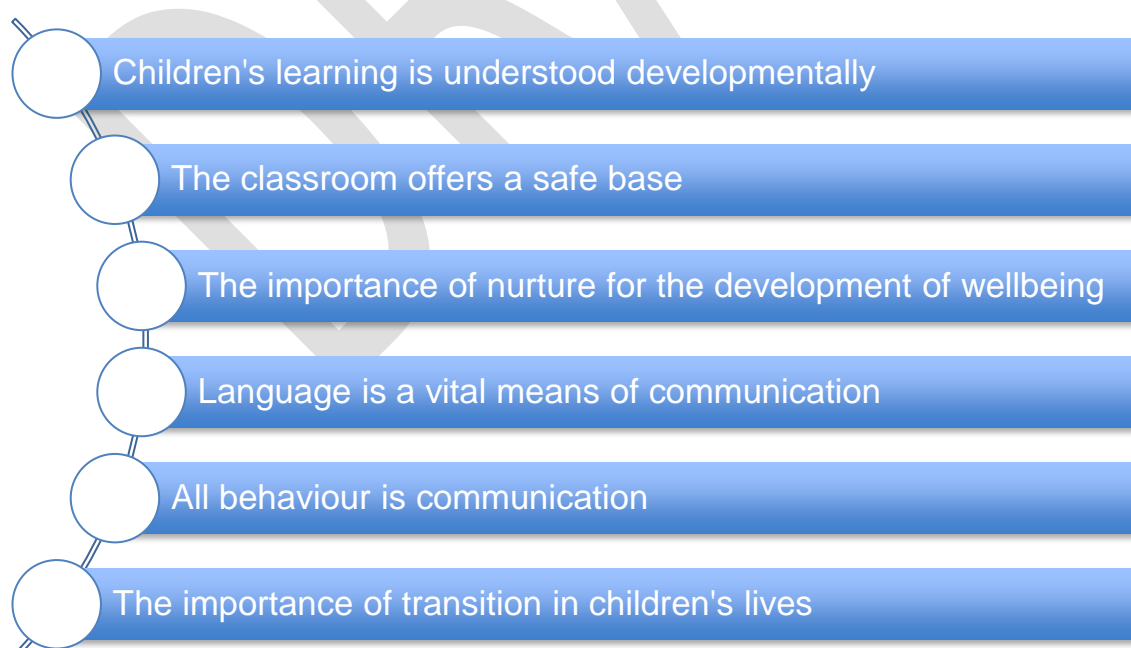 Children's learning is understood developmentally
The classroom offers a safe base
The importance of nurture for the development of wellbeing
Language is a vital means of communication
All behaviour is communication
The importance of transition in children's lives